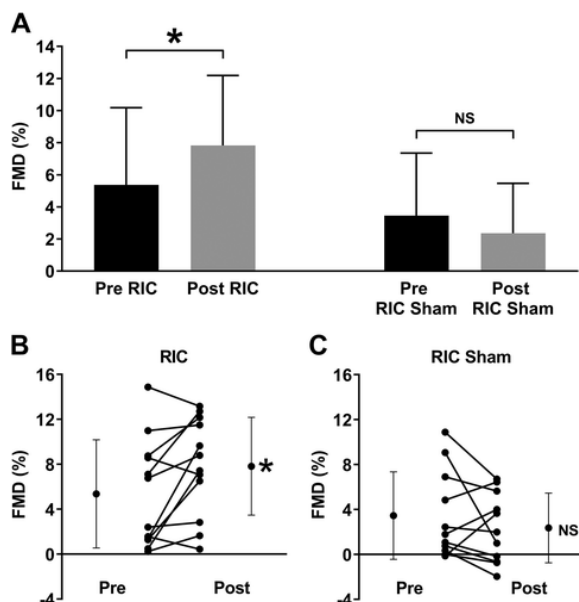 A
*
NS
FMD (%)
14
12
10
8
6
4
2
0
Pre RIC
Post RIC
Pre
RIC Sham
Post
RIC Sham
B
RIC
FMD (%)
16
12
8
4
0
-4
*
Pre
Post
C
RIC Sham
FMD (%)
16
12
8
4
0
-4
NS
Pre
Post